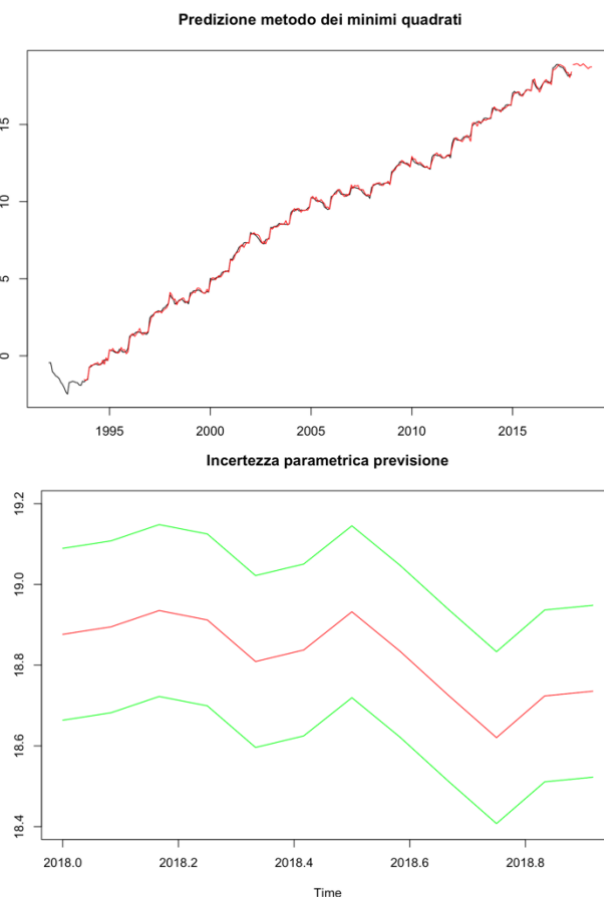 Predizione metodo dei minimi quadrati
15
10
5
0
1995 2000 2005 2010 2015
Incertezza parametrica previsione
19.2
19.0
18.8
18.6
18.4
2018.0 2018.2 2018.4 2018.6 2018.8
Time